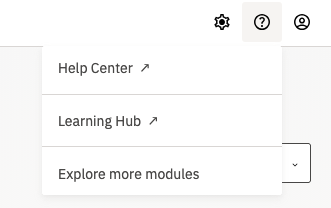 Help Center ↗
Learning Hub ↗
Explore more modules